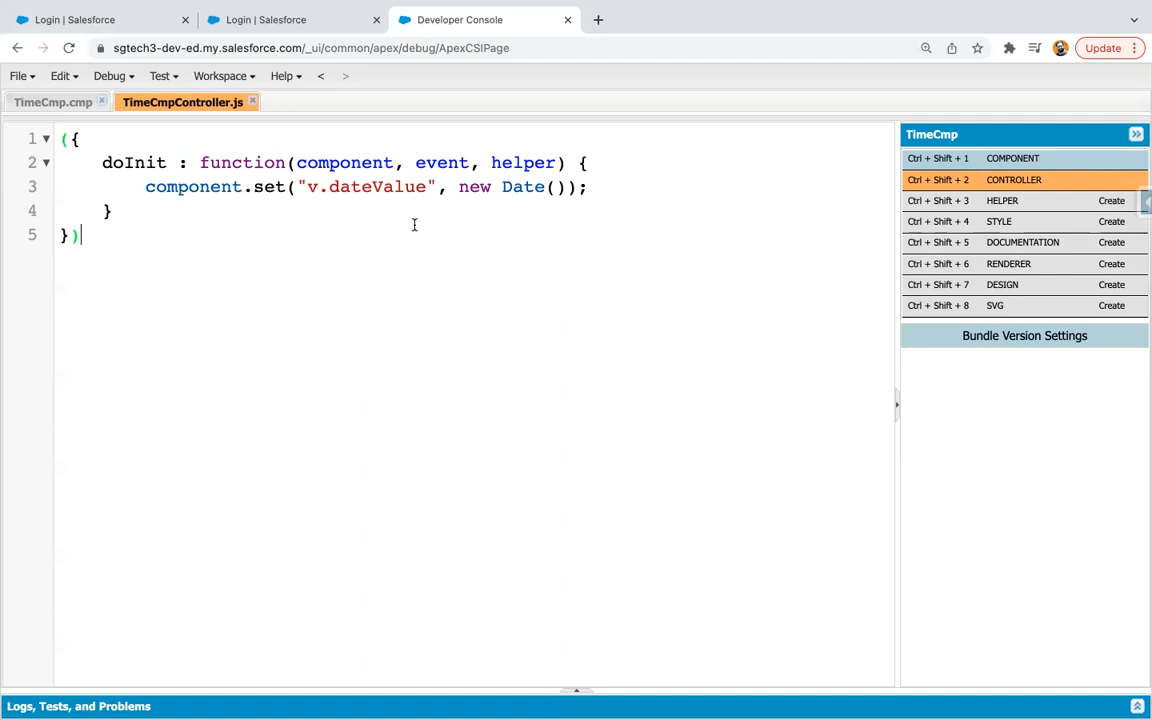 Login | Salesforce
Login | Salesforce
Developer Console
sgtech3-dev-ed.my.salesforce.com/_ui/common/apex/debug/ApexCSIPage
Update
File Edit Debug Test Workspace Help < >
TimeCmp.cmp
TimeCmpController.js
1 ({
2 doInit : function(component, event, helper) {
3 component.set("v.dateValue", new Date());
4 }
5 })
TimeCmp
Ctrl + Shift + 1 COMPONENT
Ctrl + Shift + 2 CONTROLLER
Ctrl + Shift + 3 HELPER Create
Ctrl + Shift + 4 STYLE Create
Ctrl + Shift + 5 DOCUMENTATION Create
Ctrl + Shift + 6 RENDERER Create
Ctrl + Shift + 7 DESIGN Create
Ctrl + Shift + 8 SVG Create
Bundle Version Settings
Logs, Tests, and Problems